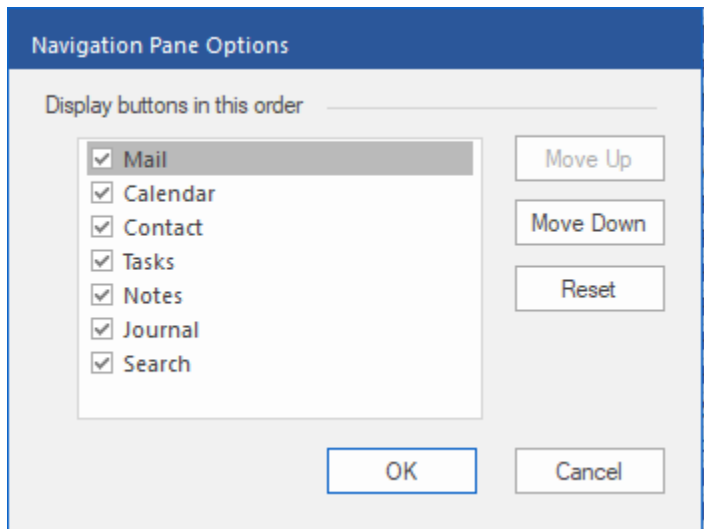 Navigation Pane Options
Display buttons in this order
Mail
Calendar
Contact
Tasks
Notes
Journal
Search
Move Up
Move Down
Reset
OK
Cancel